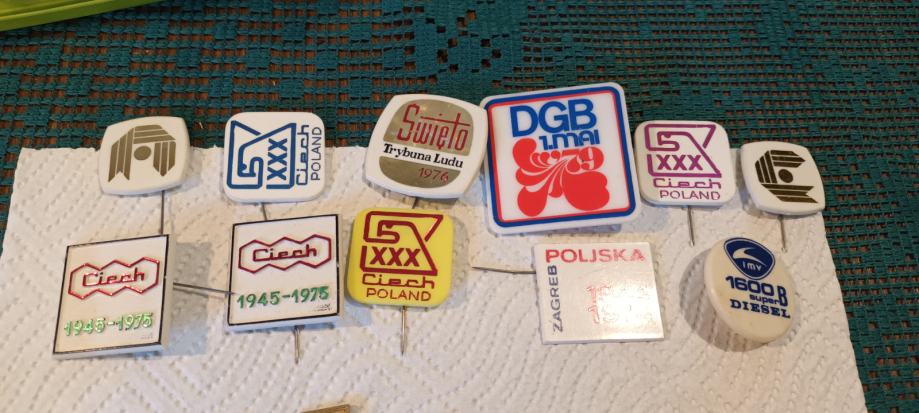 XXX
Ciech
POLAND
Święto
Trybuna Ludu
1976
DGB
1.MAI
79
XXX
Ciech
POLAND
Ciech
1945-1975
Ciech
1945-1975
XXX
Ciech
POLAND
POLJSKA
ZAGREB
imv
1600 B
super
DIESEL